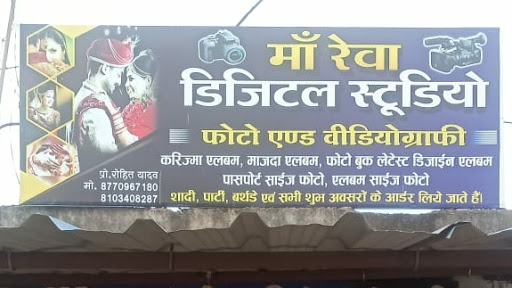 माँ रेवा
डिजिटल स्टूडियो
फोटो एण्ड वीडियोग्राफी
करिज्मा एलबम, माजदा एलबम, फोटो बुक लेटेस्ट डिजाईन एलबम
पासपोर्ट साईज फोटो, एलबम साईज फोटो
शादी, पार्टी, बर्थडे एवं सभी शुभ अवसरों के आर्डर लिये जाते हैं।
प्रो.रोहित यादव
मो. 8770967180
8103408287